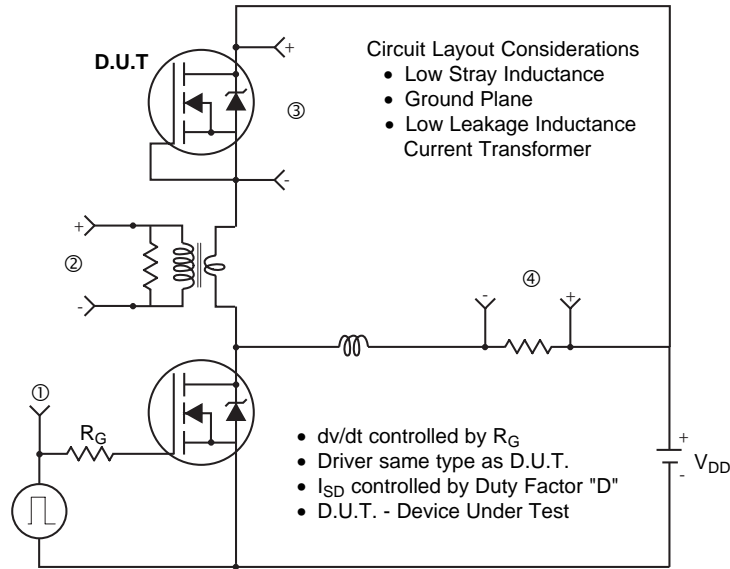 D.U.T
+
Circuit Layout Considerations
• Low Stray Inductance
• Ground Plane
• Low Leakage Inductance
Current Transformer
③
-
+
②
-
④
- +
①
R_G
• dv/dt controlled by R_G
• Driver same type as D.U.T.
• I_SD controlled by Duty Factor "D"
• D.U.T. - Device Under Test
+
V_DD
-